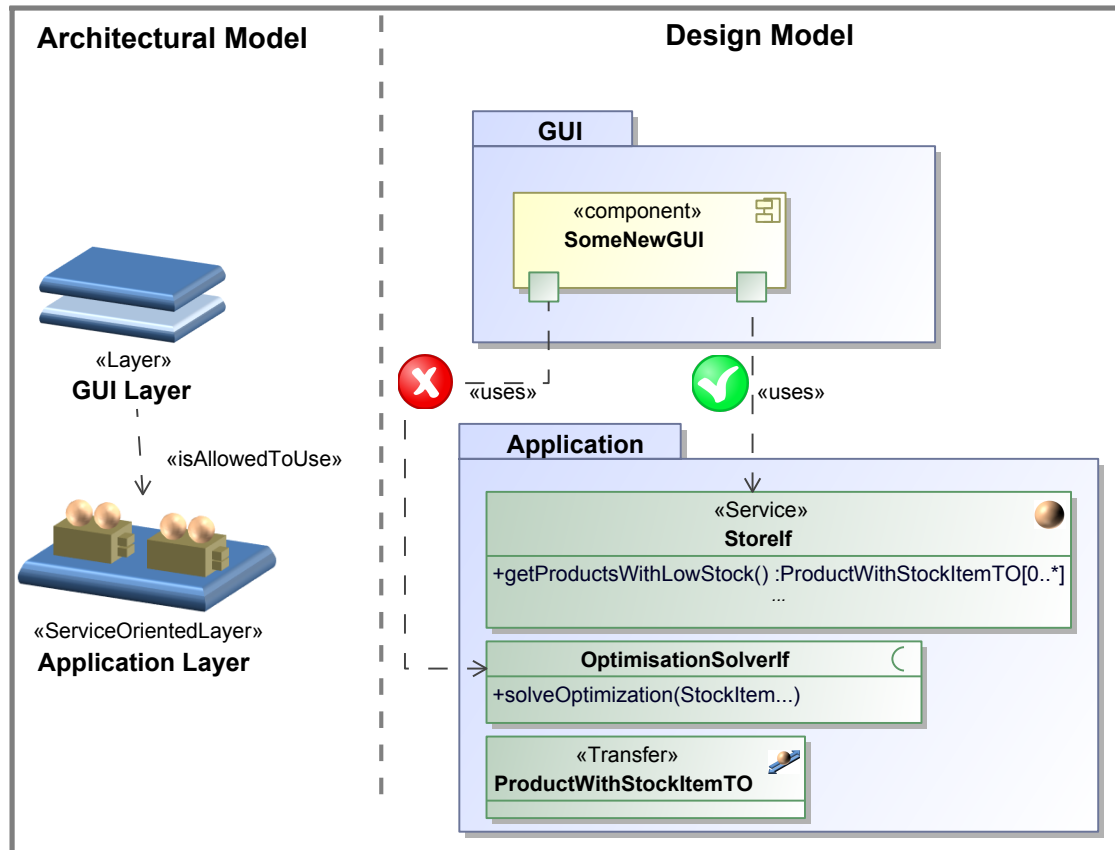 Architectural Model
Design Model
GUI
«component»
SomeNewGUI
«Layer»
GUI Layer
«uses»
«uses»
«isAllowedToUse»
Application
«Service»
StoreIf
+getProductsWithLowStock() :ProductWithStockItemTO[0..*]
...
«ServiceOrientedLayer»
Application Layer
OptimisationSolverIf
+solveOptimization(StockItem...)
«Transfer»
ProductWithStockItemTO